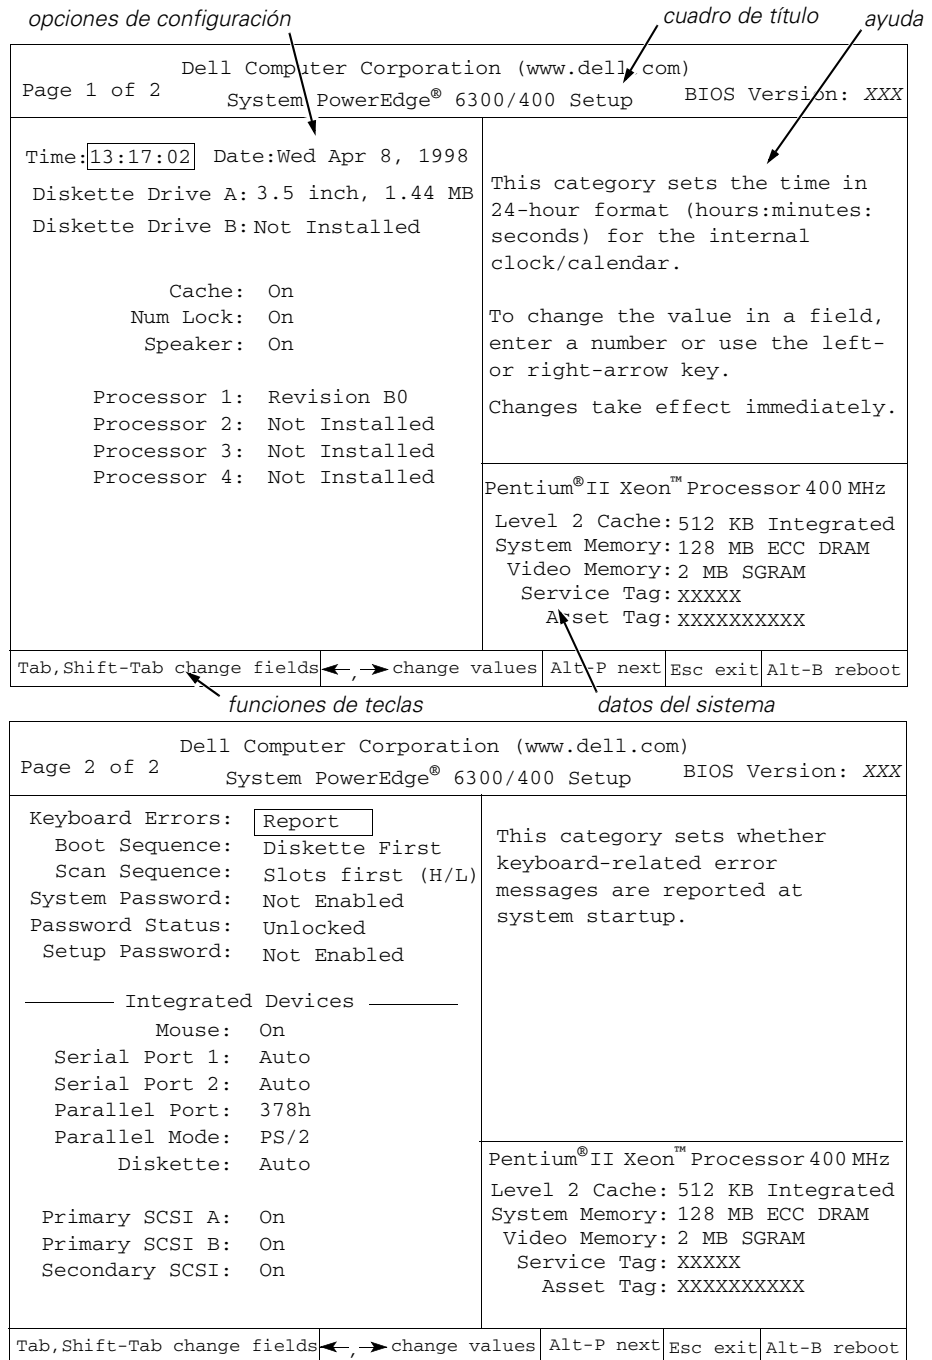 opciones de configuración
cuadro de título
ayuda
Dell Computer Corporation (www.dell.com)
Page 1 of 2
System PowerEdge® 6300/400 Setup
BIOS Version: XXX
Time: 13:17:02 Date:Wed Apr 8, 1998
Diskette Drive A: 3.5 inch, 1.44 MB
Diskette Drive B: Not Installed
Cache: On
Num Lock: On
Speaker: On
Processor 1: Revision B0
Processor 2: Not Installed
Processor 3: Not Installed
Processor 4: Not Installed
This category sets the time in
24-hour format (hours:minutes:
seconds) for the internal
clock/calendar.
To change the value in a field,
enter a number or use the left-
or right-arrow key.
Changes take effect immediately.
Pentium® II Xeon™ Processor 400 MHz
Level 2 Cache: 512 KB Integrated
System Memory: 128 MB ECC DRAM
Video Memory: 2 MB SGRAM
Service Tag: XXXXX
Asset Tag: XXXXXXXXXX
Tab,Shift-Tab change fields ←,→ change values Alt-P next Esc exit Alt-B reboot
funciones de teclas
datos del sistema
Dell Computer Corporation (www.dell.com)
Page 2 of 2
System PowerEdge® 6300/400 Setup
BIOS Version: XXX
Keyboard Errors: Report
Boot Sequence: Diskette First
Scan Sequence: Slots first (H/L)
System Password: Not Enabled
Password Status: Unlocked
Setup Password: Not Enabled
Integrated Devices
Mouse: On
Serial Port 1: Auto
Serial Port 2: Auto
Parallel Port: 378h
Parallel Mode: PS/2
Diskette: Auto
Primary SCSI A: On
Primary SCSI B: On
Secondary SCSI: On
This category sets whether
keyboard-related error
messages are reported at
system startup.
Pentium® II Xeon™ Processor 400 MHz
Level 2 Cache: 512 KB Integrated
System Memory: 128 MB ECC DRAM
Video Memory: 2 MB SGRAM
Service Tag: XXXXX
Asset Tag: XXXXXXXXXX
Tab,Shift-Tab change fields ←,→ change values Alt-P next Esc exit Alt-B reboot